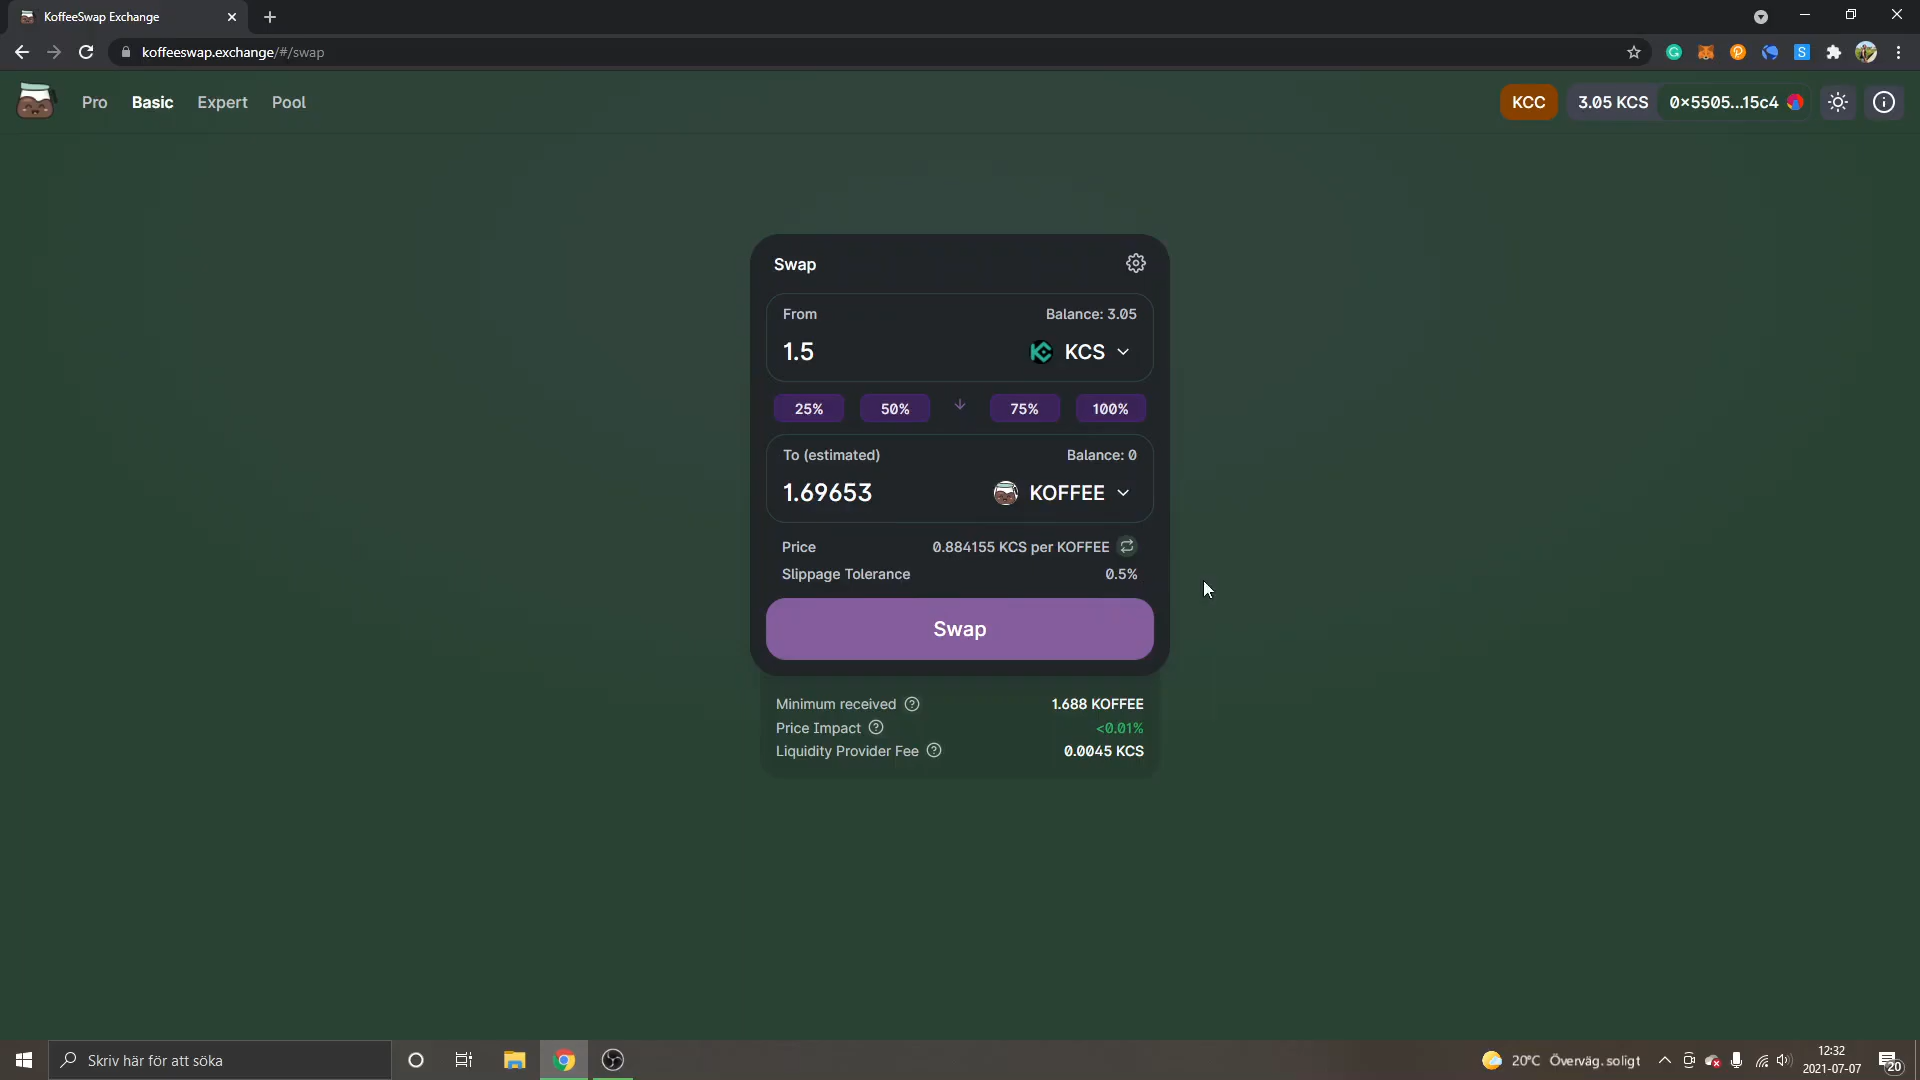 KoffeeSwap Exchange
koffeeswap.exchange/#/swap
Pro Basic Expert Pool
KCC 3.05 KCS 0×5505...15c4
Swap
From Balance: 3.05
1.5 KCS
25% 50% 75% 100%
To (estimated) Balance: 0
1.69653 KOFFEE
Price 0.884155 KCS per KOFFEE
Slippage Tolerance 0.5%
Swap
Minimum received 1.688 KOFFEE
Price Impact <0.01%
Liquidity Provider Fee 0.0045 KCS
Skriv här för att söka
20°C Överväg. soligt
12:32
2021-07-07
20